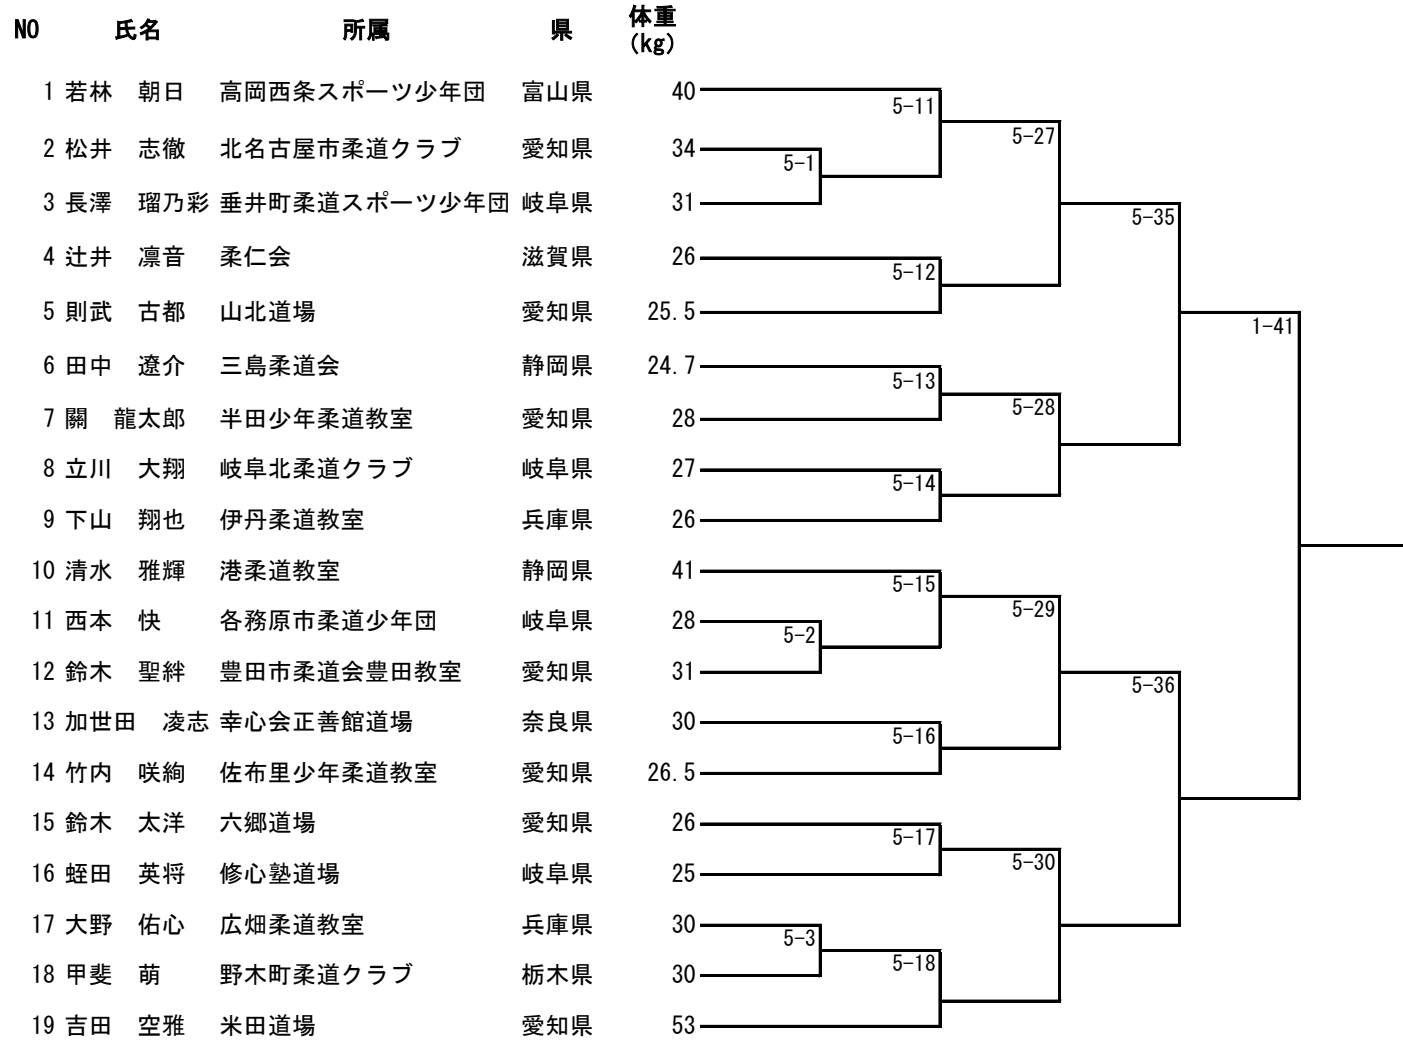 NO 氏名 所属 県 体重(kg)
1 若林 朝日 高岡西条スポーツ少年団 富山県 40
5-11
2 松井 志徹 北名古屋市柔道クラブ 愛知県 34
5-27
5-1
3 長澤 瑠乃彩 垂井町柔道スポーツ少年団 岐阜県 31
5-35
4 辻井 凛音 柔仁会 滋賀県 26
5-12
5 則武 古都 山北道場 愛知県 25.5
1-41
6 田中 遼介 三島柔道会 静岡県 24.7
5-13
7 關 龍太郎 半田少年柔道教室 愛知県 28
5-28
8 立川 大翔 岐阜北柔道クラブ 岐阜県 27
5-14
9 下山 翔也 伊丹柔道教室 兵庫県 26
10 清水 雅輝 港柔道教室 静岡県 41
5-15
11 西本 快 各務原市柔道少年団 岐阜県 28
5-29
5-2
12 鈴木 聖絆 豊田市柔道会豊田教室 愛知県 31
5-36
13 加世田 凌志 幸心会正善館道場 奈良県 30
5-16
14 竹内 咲絢 佐布里少年柔道教室 愛知県 26.5
15 鈴木 太洋 六郷道場 愛知県 26
5-17
16 蛭田 英将 修心塾道場 岐阜県 25
5-30
17 大野 佑心 広畑柔道教室 兵庫県 30
5-3
18 甲斐 萌 野木町柔道クラブ 栃木県 30
5-18
19 吉田 空雅 米田道場 愛知県 53